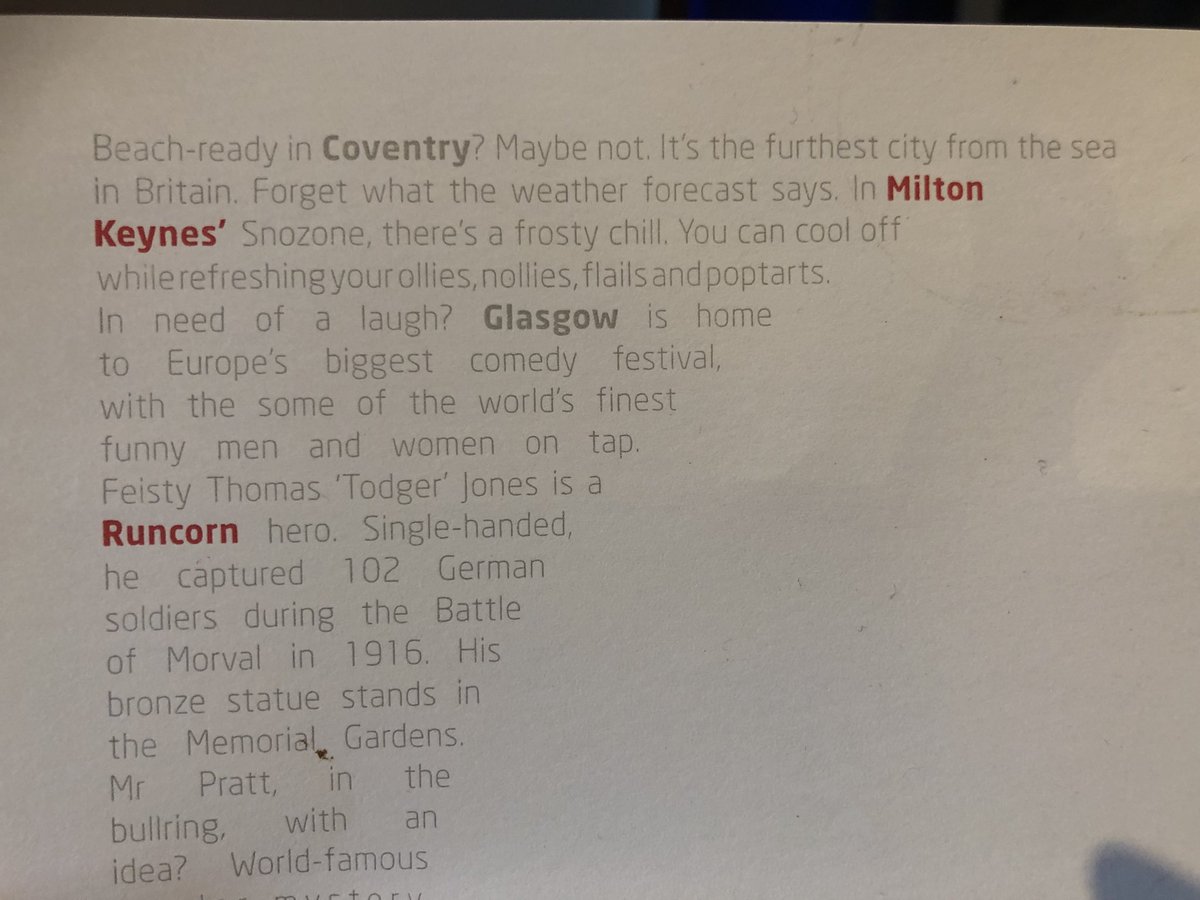 Beach-ready in Coventry? Maybe not. It's the furthest city from the sea
in Britain. Forget what the weather forecast says. In Milton
Keynes' Snozone, there's a frosty chill. You can cool off
while refreshing your ollies, nollies, flails and poptarts.
In need of a laugh? Glasgow is home
to Europe's biggest comedy festival,
with the some of the world's finest
funny men and women on tap.
Feisty Thomas 'Todger' Jones is a
Runcorn hero. Single-handed,
he captured 102 German
soldiers during the Battle
of Morval in 1916. His
bronze statue stands in
the Memorial Gardens.
Mr Pratt, in the
bullring, with an
idea? World-famous
mystery